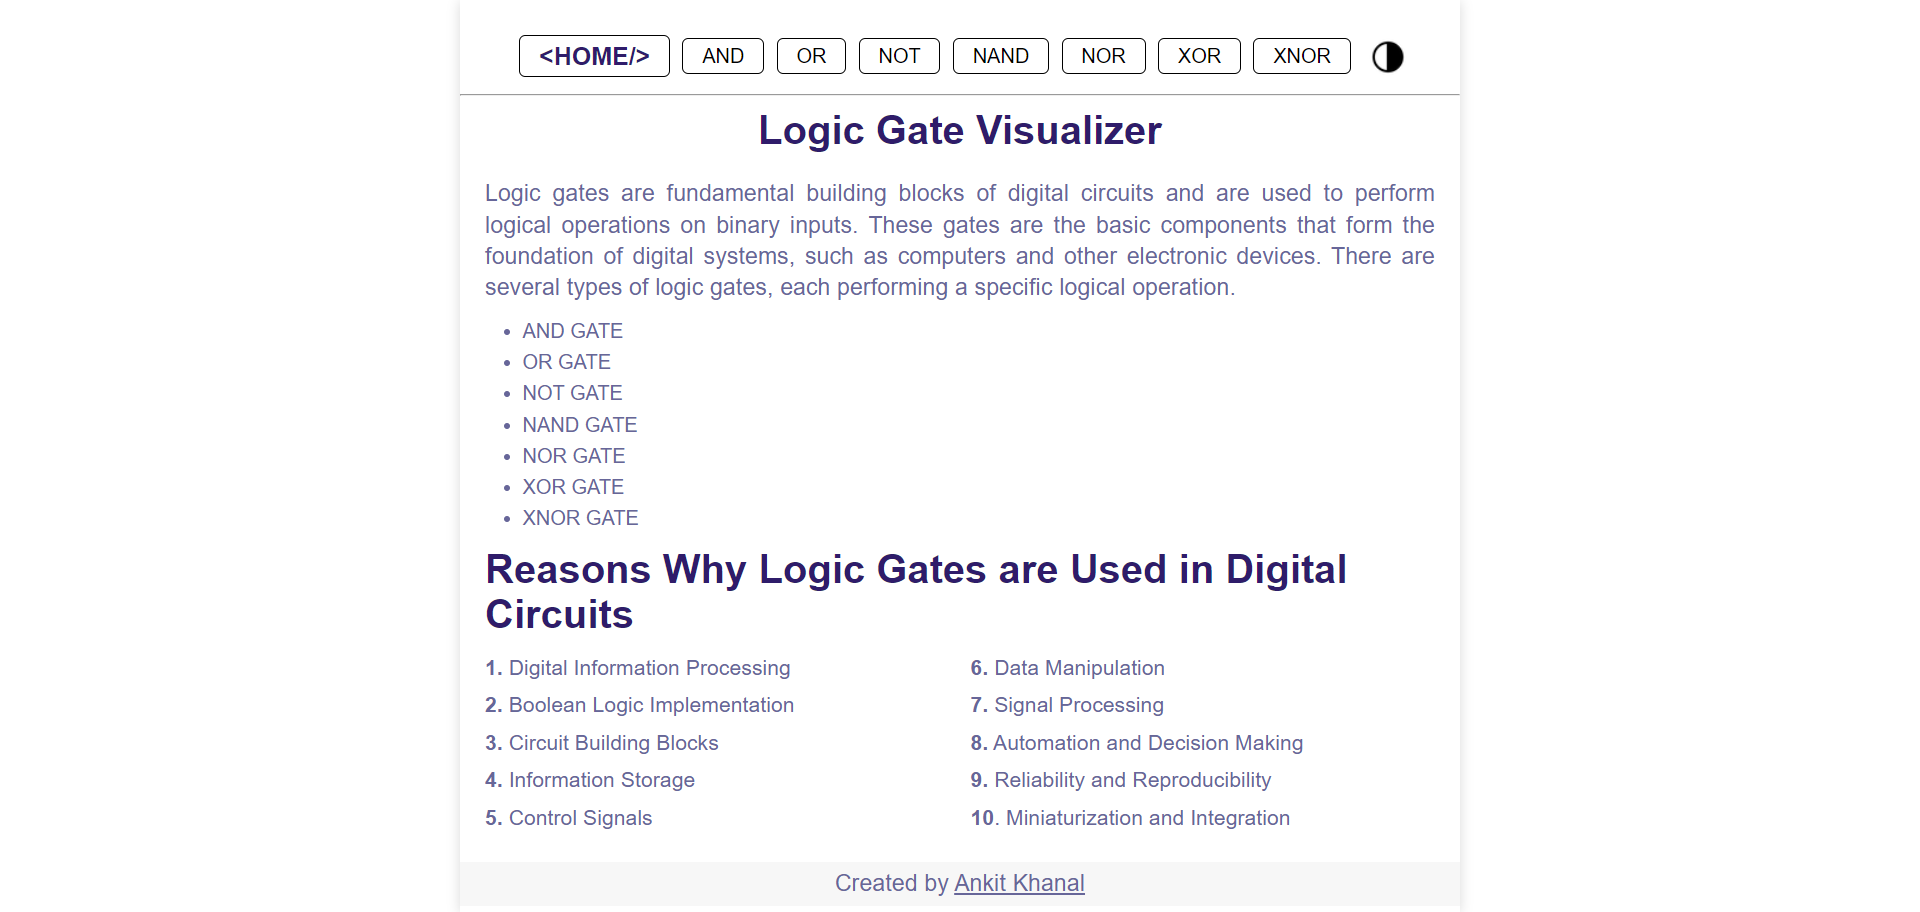 <HOME/> AND OR NOT NAND NOR XOR XNOR
Logic Gate Visualizer
Logic gates are fundamental building blocks of digital circuits and are used to perform
logical operations on binary inputs. These gates are the basic components that form the
foundation of digital systems, such as computers and other electronic devices. There are
several types of logic gates, each performing a specific logical operation.
• AND GATE
• OR GATE
• NOT GATE
• NAND GATE
• NOR GATE
• XOR GATE
• XNOR GATE
Reasons Why Logic Gates are Used in Digital
Circuits
1. Digital Information Processing
2. Boolean Logic Implementation
3. Circuit Building Blocks
4. Information Storage
5. Control Signals
6. Data Manipulation
7. Signal Processing
8. Automation and Decision Making
9. Reliability and Reproducibility
10. Miniaturization and Integration
Created by Ankit Khanal